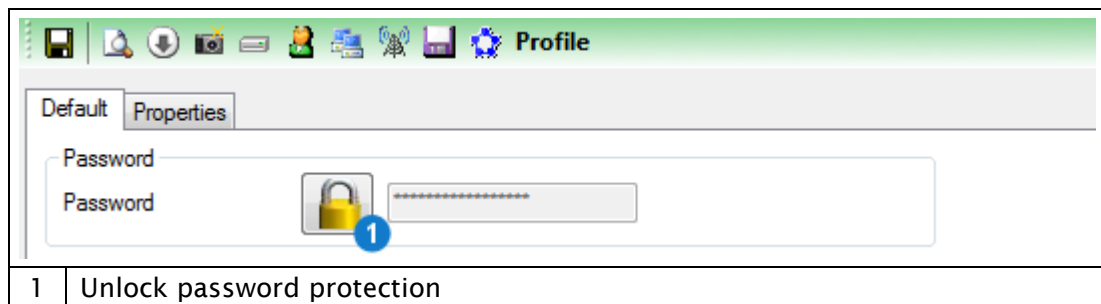 Profile
Default Properties
Password
Password *****************
1
1 Unlock password protection